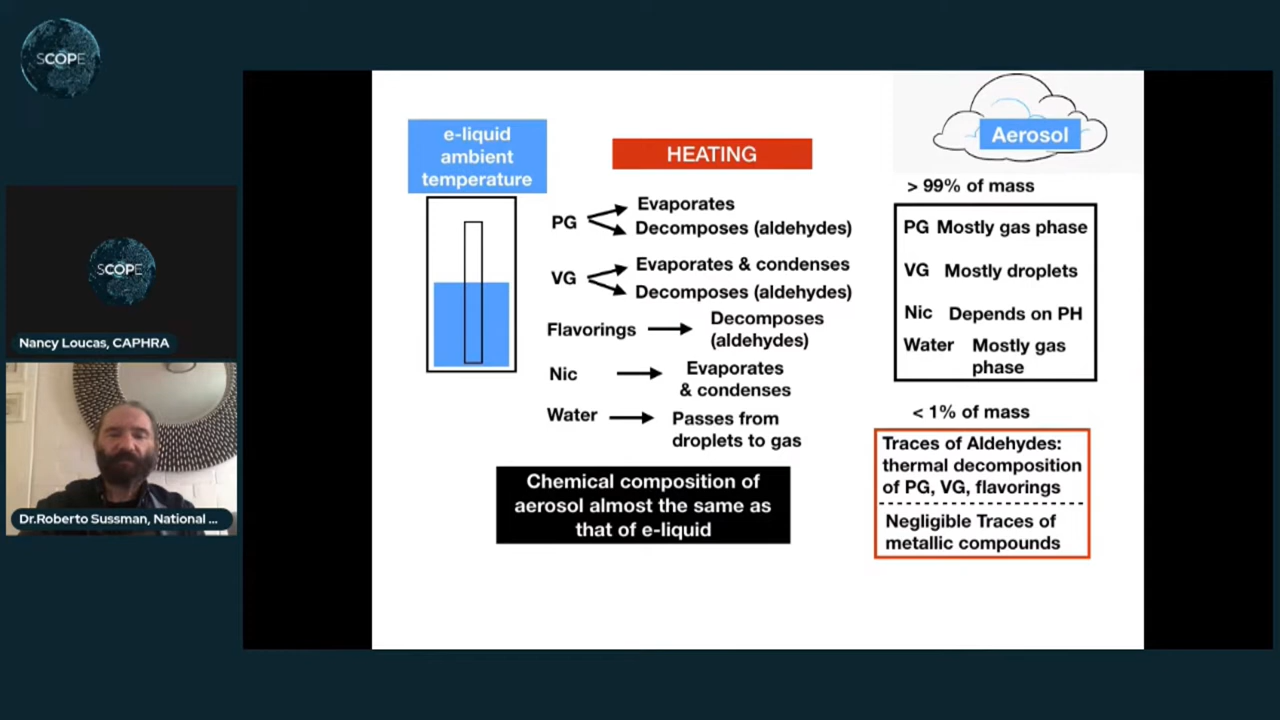 SCOPE
SCOPE
Nancy Loucas, CAPHRA
Dr.Roberto Sussman, National ...
e-liquid
ambient
temperature
HEATING
Aerosol
> 99% of mass
PG
Evaporates
Decomposes (aldehydes)
VG
Evaporates & condenses
Decomposes (aldehydes)
Flavorings
Decomposes
(aldehydes)
Nic
Evaporates
& condenses
Water
Passes from
droplets to gas
Chemical composition of
aerosol almost the same as
that of e-liquid
PG Mostly gas phase
VG Mostly droplets
Nic Depends on PH
Water Mostly gas
phase
< 1% of mass
Traces of Aldehydes:
thermal decomposition
of PG, VG, flavorings
Negligible Traces of
metallic compounds